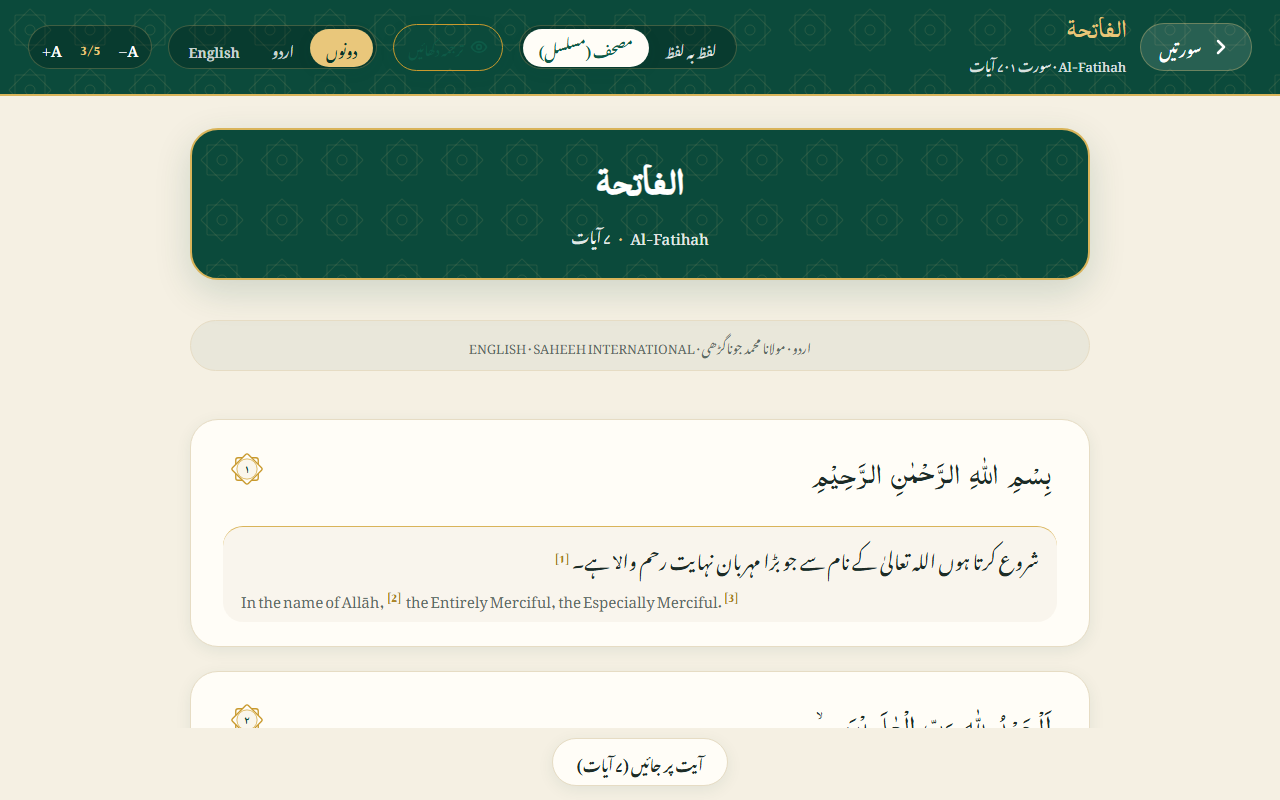 سورتیں
الفاتحة
Al-Fatihah · سورت ۱ · ۷ آیات
لفظ بہ لفظ
مصحف (مسلسل)
دونوں
اردو
English
A−
3/5
A+
الفاتحة
Al-Fatihah · ۷ آیات
اردو · مولانا محمد جوناگڑھی · ENGLISH · SAHEEH INTERNATIONAL
بِسْمِ اللّٰهِ الرَّحْمٰنِ الرَّحِيْمِ
۱
شروع کرتا ہوں اللہ تعالیٰ کے نام سے جو بڑا مہربان نہایت رحم والا ہے۔ [1]
In the name of Allāh, [2] the Entirely Merciful, the Especially Merciful. [3]
۲
آیت پر جائیں (۷ آیات)